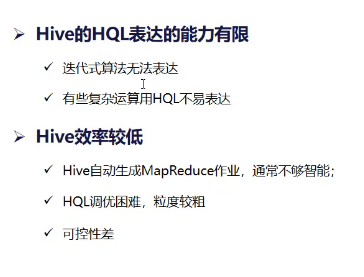 Hive的HQL表达的能力有限
迭代式算法无法表达
有些复杂运算用HQL不易表达
Hive效率较低
Hive自动生成MapReduce作业，通常不够智能；
HQL调优困难，粒度较粗
可控性差